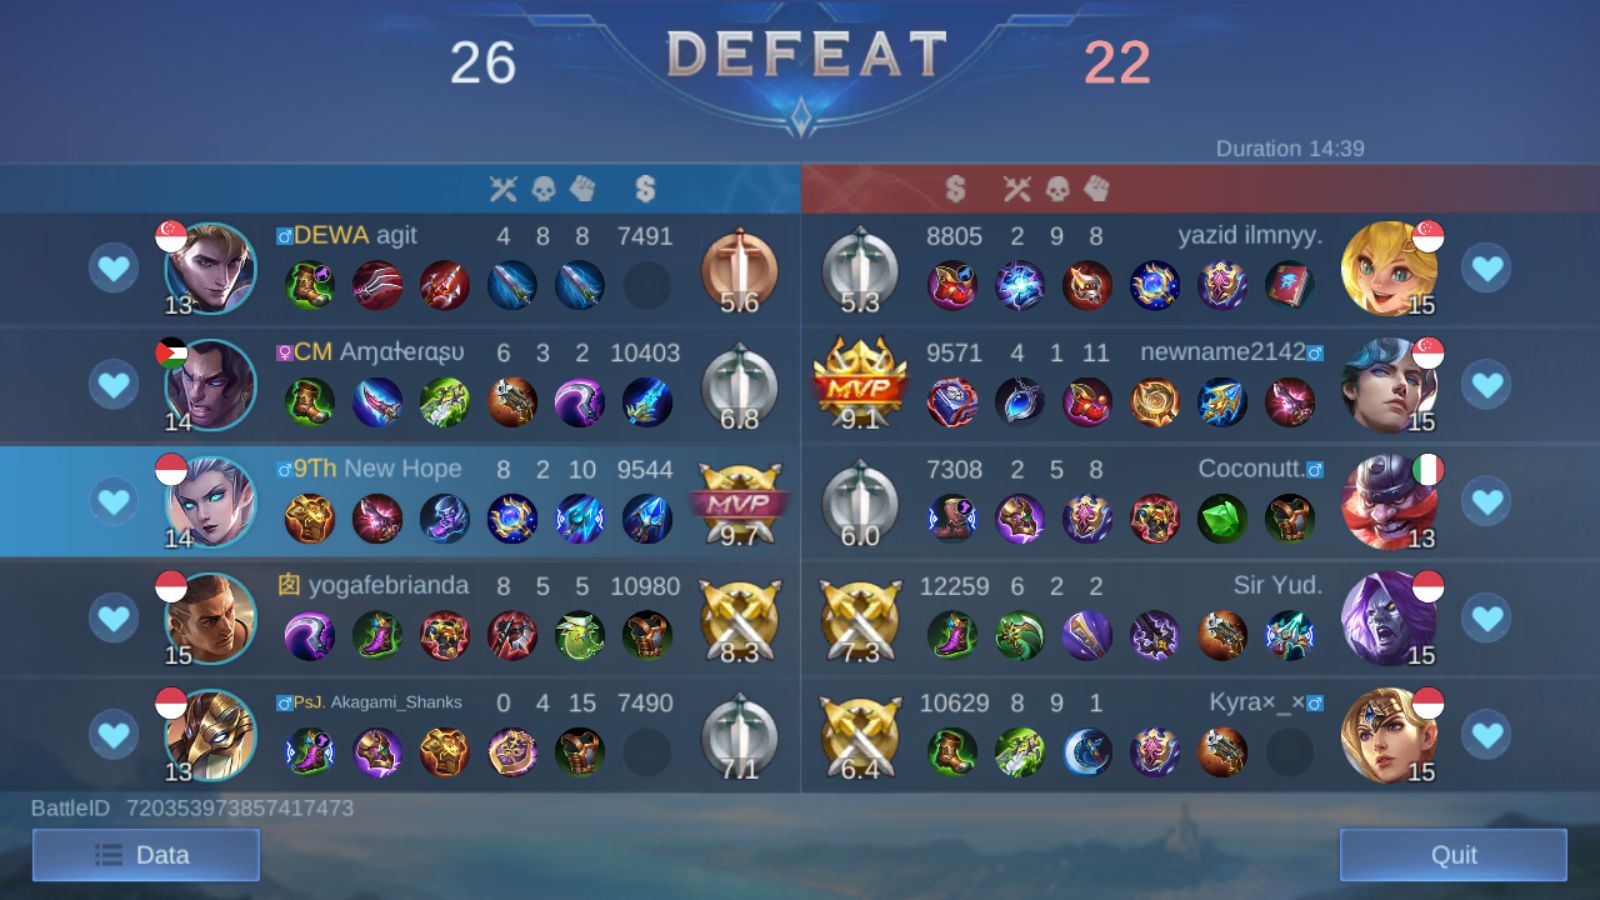 26 DEFEAT 22
Duration 14:39
DEWA agit 4 8 8 7491
13 5.6
8805 2 9 8 yazid ilmnyy.
5.3 15
CM Aɱαƚҽɾαʂυ 6 3 2 10403
14 6.8
9571 4 1 11 newname2142
MVP 9.1 15
9Th New Hope 8 2 10 9544
14 MVP 9.7
7308 2 5 8 Coconutt.
6.0 13
囱 yogafebrianda 8 5 5 10980
15 8.3
12259 6 2 2 Sir Yud.
7.3 15
PsJ. Akagami_Shanks 0 4 15 7490
13 7.1
10629 8 9 1 Kyra×_×
6.4 15
BattleID 720353973857417473
Data
Quit